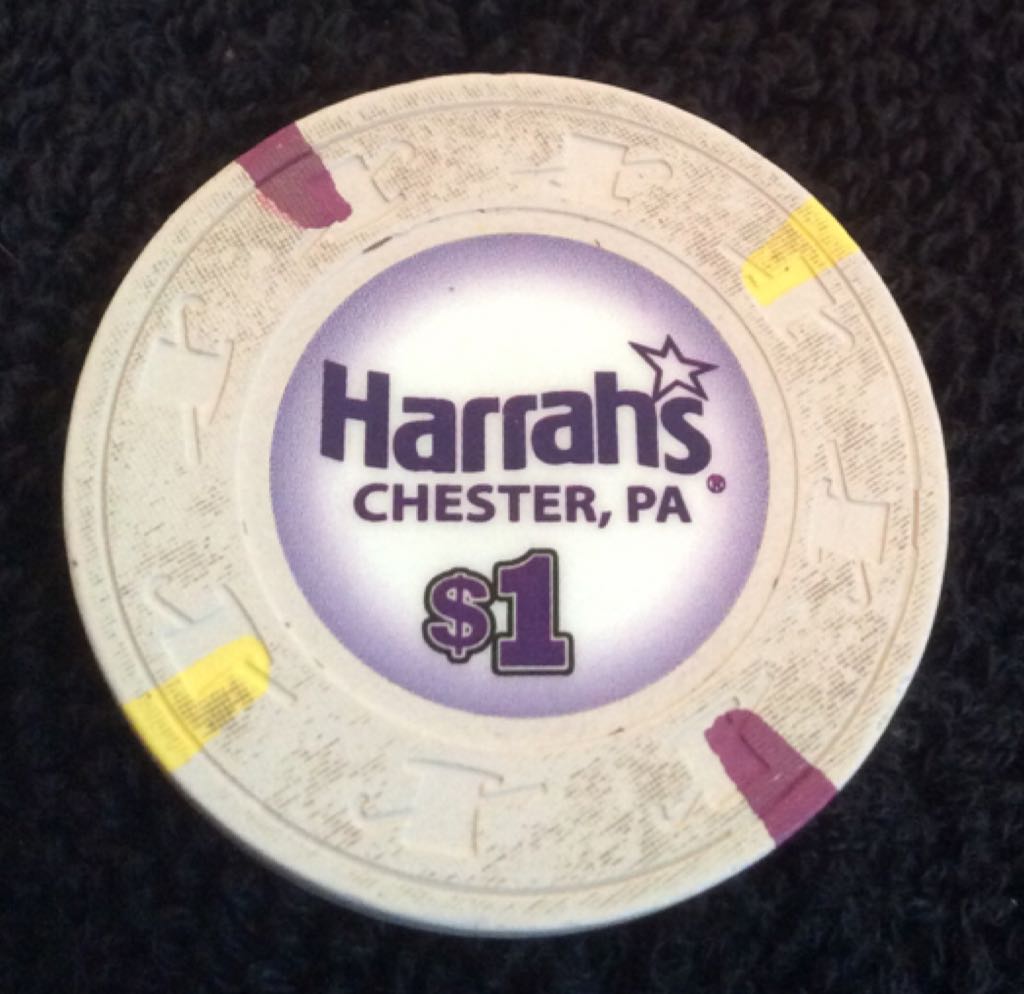 Harrah's
CHESTER, PA ®
$1